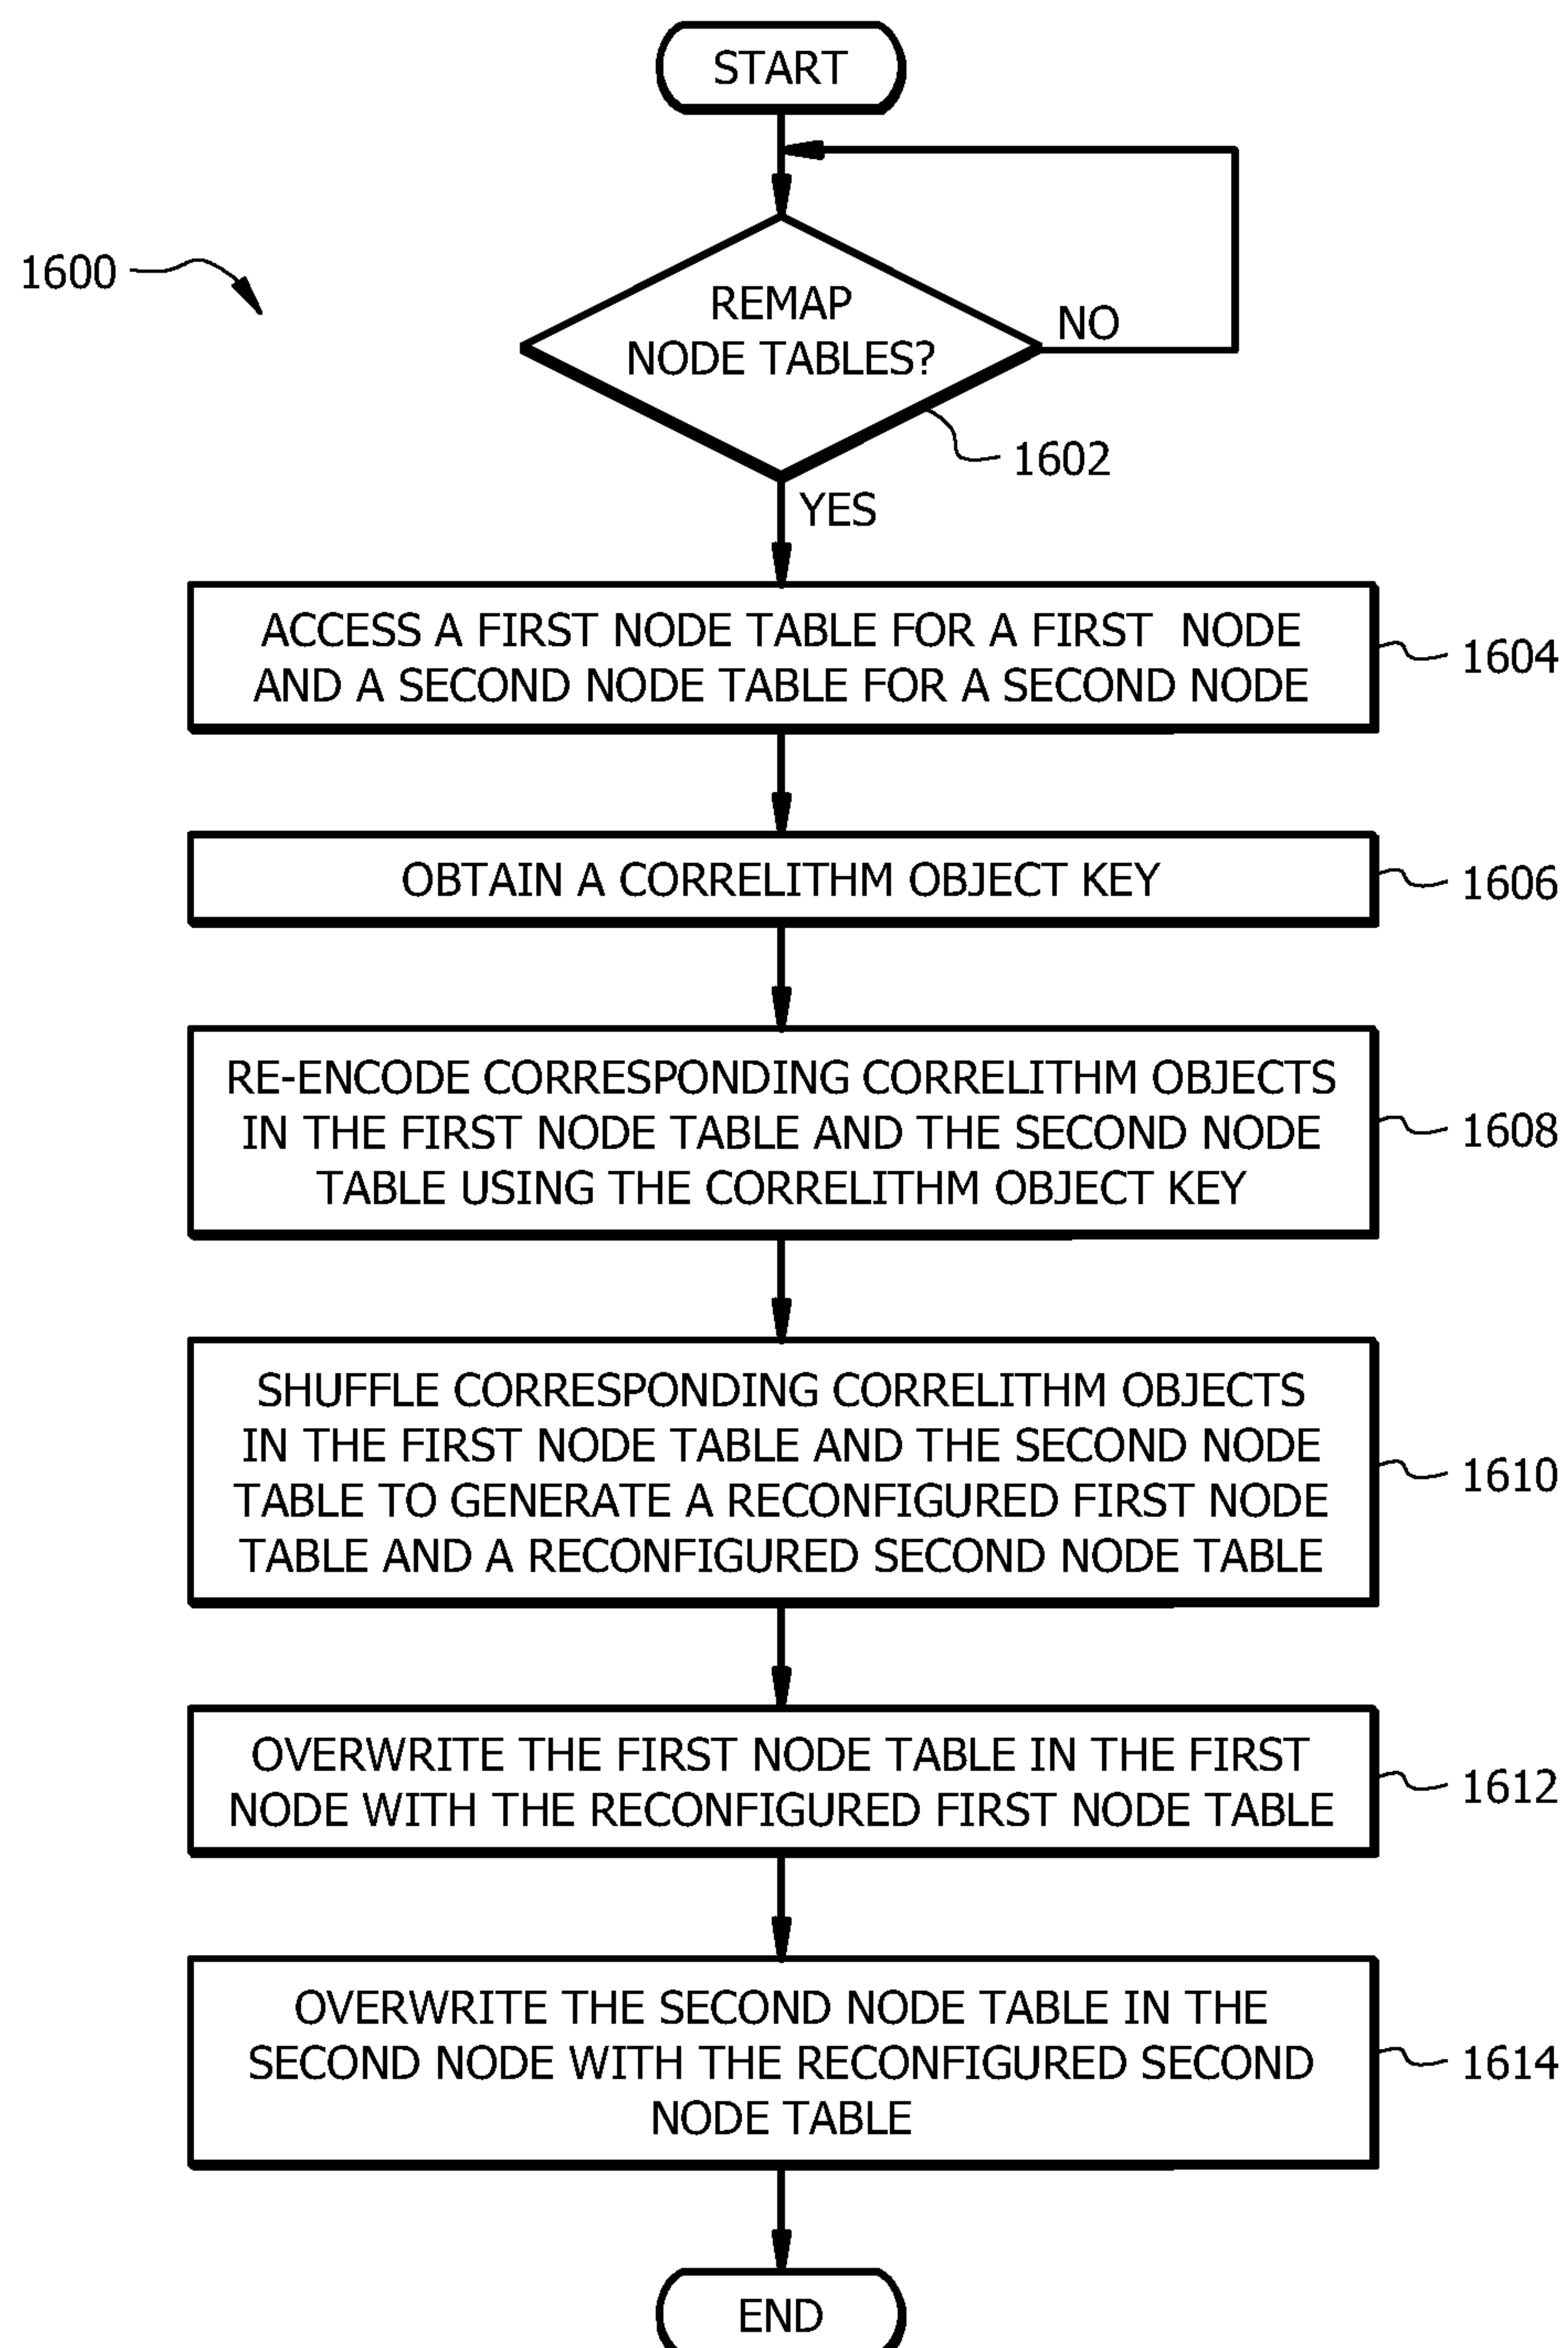 START
1600
REMAP
NODE TABLES?
NO
1602
YES
ACCESS A FIRST NODE TABLE FOR A FIRST NODE
AND A SECOND NODE TABLE FOR A SECOND NODE
1604
OBTAIN A CORRELITHM OBJECT KEY
1606
RE-ENCODE CORRESPONDING CORRELITHM OBJECTS
IN THE FIRST NODE TABLE AND THE SECOND NODE
TABLE USING THE CORRELITHM OBJECT KEY
1608
SHUFFLE CORRESPONDING CORRELITHM OBJECTS
IN THE FIRST NODE TABLE AND THE SECOND NODE
TABLE TO GENERATE A RECONFIGURED FIRST NODE
TABLE AND A RECONFIGURED SECOND NODE TABLE
1610
OVERWRITE THE FIRST NODE TABLE IN THE FIRST
NODE WITH THE RECONFIGURED FIRST NODE TABLE
1612
OVERWRITE THE SECOND NODE TABLE IN THE
SECOND NODE WITH THE RECONFIGURED SECOND
NODE TABLE
1614
END